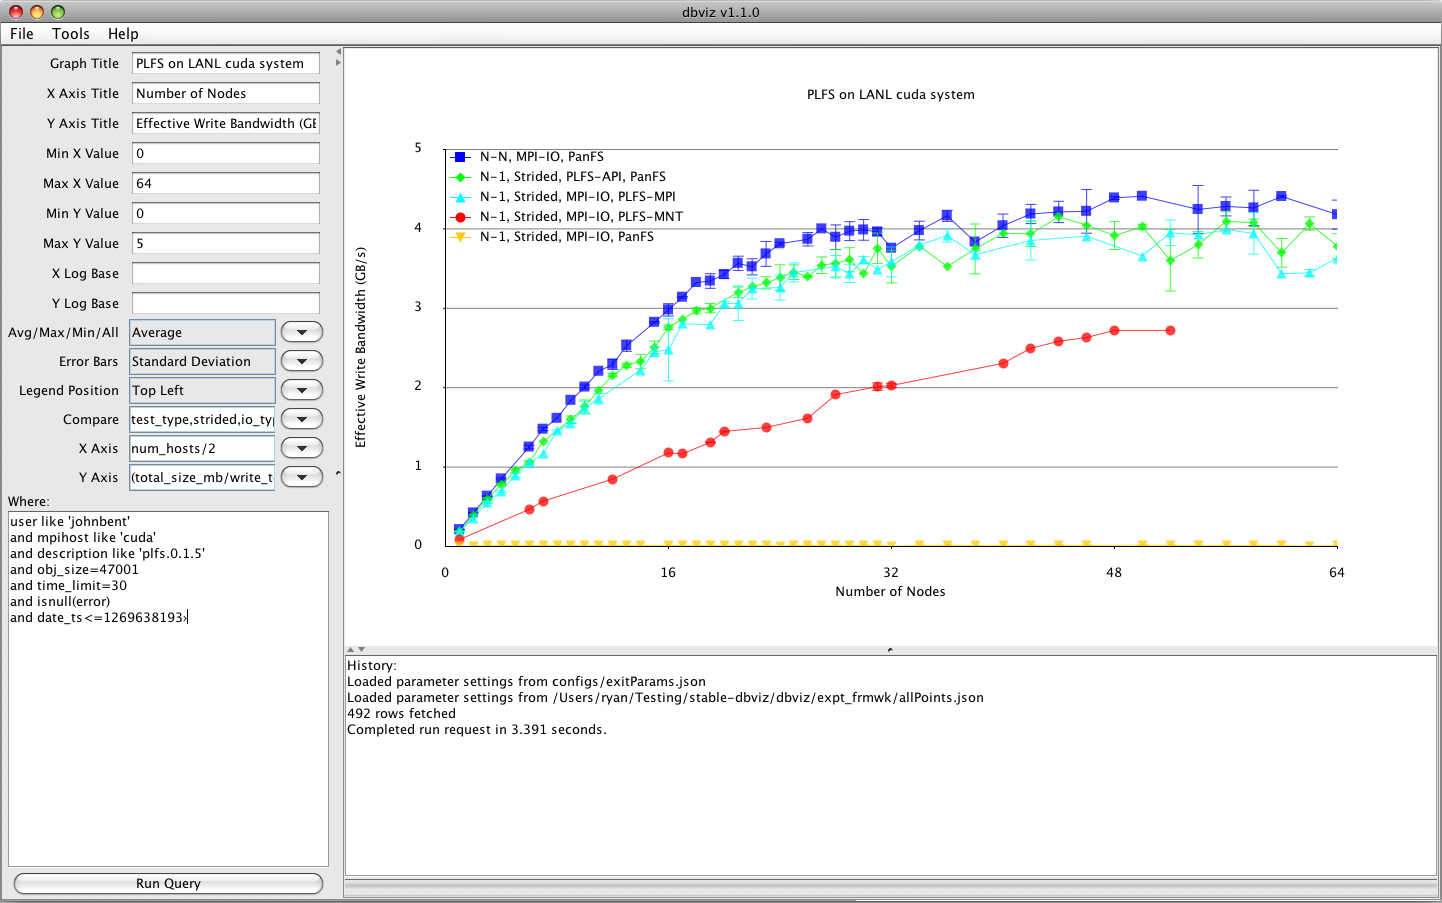 dbviz v1.1.0
File Tools Help
Graph Title PLFS on LANL cuda system
X Axis Title Number of Nodes
Y Axis Title Effective Write Bandwidth (GB
Min X Value 0
Max X Value 64
Min Y Value 0
Max Y Value 5
X Log Base
Y Log Base
Avg/Max/Min/All Average
Error Bars Standard Deviation
Legend Position Top Left
Compare test_type,strided,io_typ
X Axis num_hosts/2
Y Axis (total_size_mb/write_t
Where:
user like 'johnbent'
and mpihost like 'cuda'
and description like 'plfs.0.1.5'
and obj_size=47001
and time_limit=30
and isnull(error)
and date_ts<=1269638193
Run Query
PLFS on LANL cuda system
N-N, MPI-IO, PanFS
N-1, Strided, PLFS-API, PanFS
N-1, Strided, MPI-IO, PLFS-MPI
N-1, Strided, MPI-IO, PLFS-MNT
N-1, Strided, MPI-IO, PanFS
Effective Write Bandwidth (GB/s)
5
4
3
2
1
0
0 16 32 48 64
Number of Nodes
History:
Loaded parameter settings from configs/exitParams.json
Loaded parameter settings from /Users/ryan/Testing/stable-dbviz/dbviz/expt_frmwk/allPoints.json
492 rows fetched
Completed run request in 3.391 seconds.